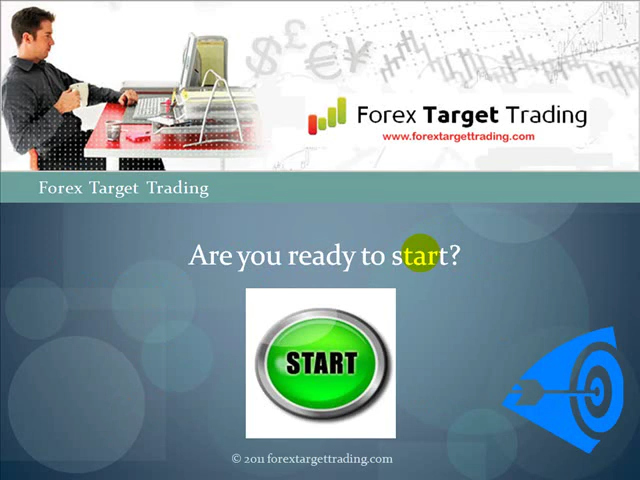 $ £ € ¥
Forex Target Trading
www.forextargettrading.com
Forex Target Trading
Are you ready to start?
START
© 2011 forextargettrading.com